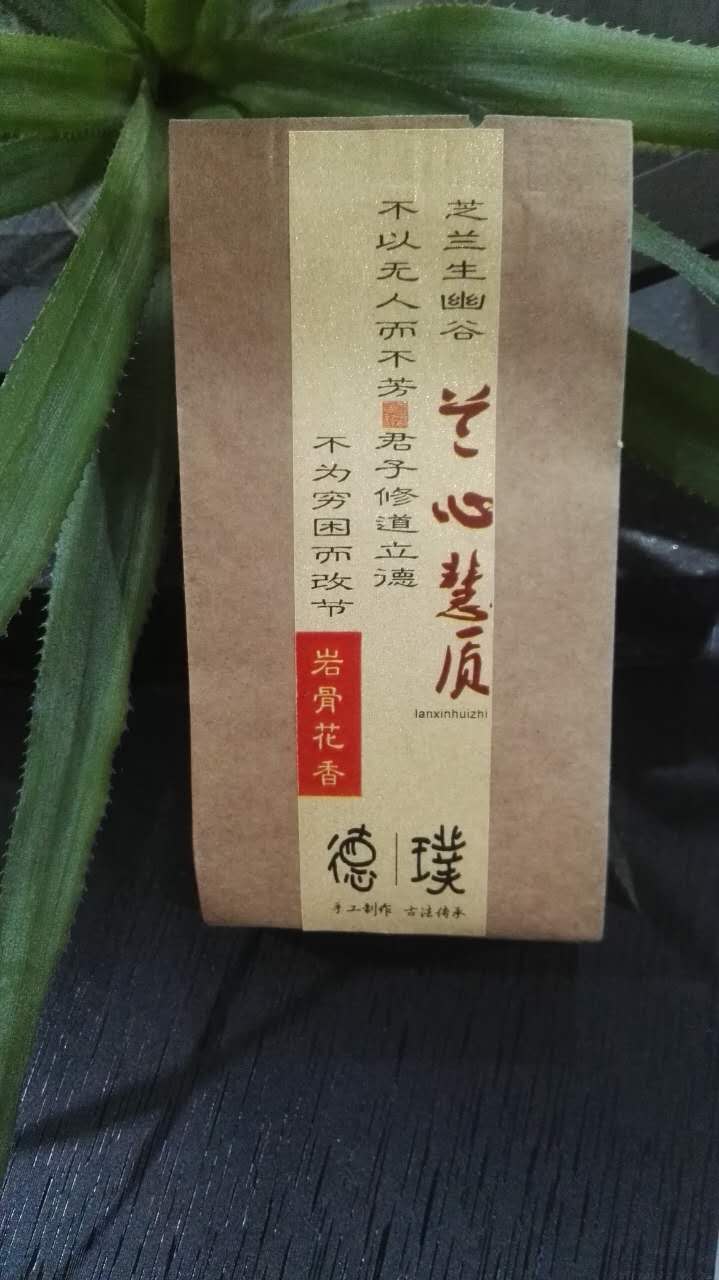 芝兰生幽谷
不以无人而不芳
君子修道立德
不为穷困而改节
兰心慧质
lanxinhuizhi
岩骨花香
德 璞
手工制作 古法传承